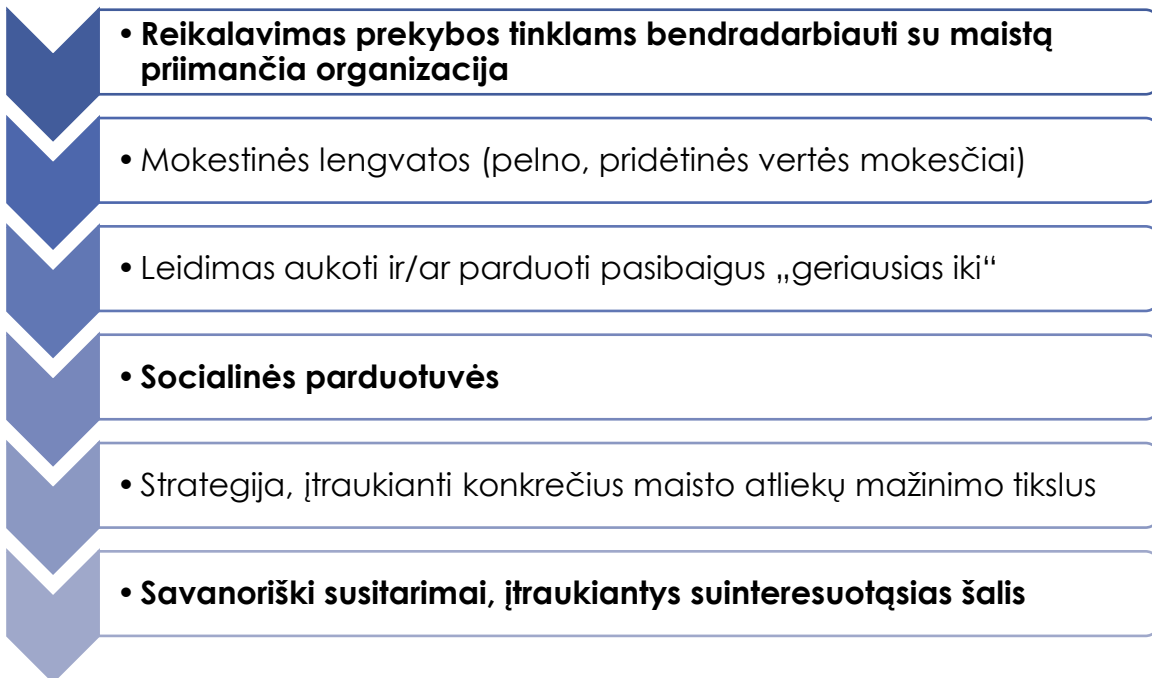 • Reikalavimas prekybos tinklams bendradarbiauti su maistą
priimančia organizacija
• Mokestinės lengvatos (pelno, pridėtinės vertės mokesčiai)
• Leidimas aukoti ir/ar parduoti pasibaigus „geriausias iki“
• Socialinės parduotuvės
• Strategija, įtraukianti konkrečius maisto atliekų mažinimo tikslus
• Savanoriški susitarimai, įtraukiantys suinteresuotąsias šalis